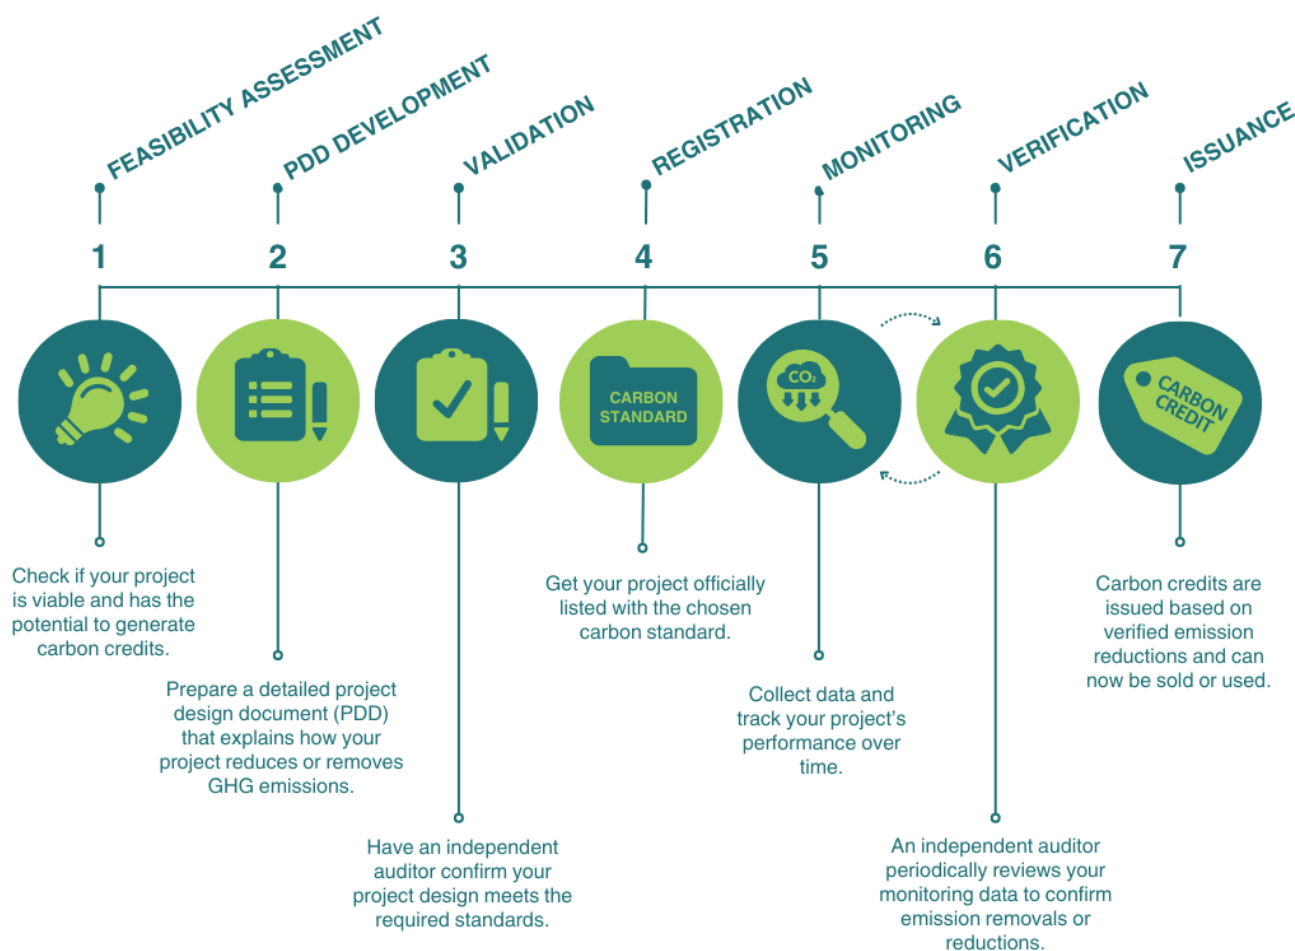 FEASIBILITY ASSESSMENT
PDD DEVELOPMENT
VALIDATION
REGISTRATION
MONITORING
VERIFICATION
ISSUANCE
1
2
3
4
5
6
7
CARBON
STANDARD
CO₂
CARBON
CREDIT
Check if your project
is viable and has the
potential to generate
carbon credits.
Prepare a detailed project
design document (PDD)
that explains how your
project reduces or removes
GHG emissions.
Have an independent
auditor confirm your
project design meets the
required standards.
Get your project officially
listed with the chosen
carbon standard.
Collect data and
track your project’s
performance over
time.
An independent auditor
periodically reviews your
monitoring data to confirm
emission removals or
reductions.
Carbon credits are
issued based on
verified emission
reductions and can
now be sold or used.